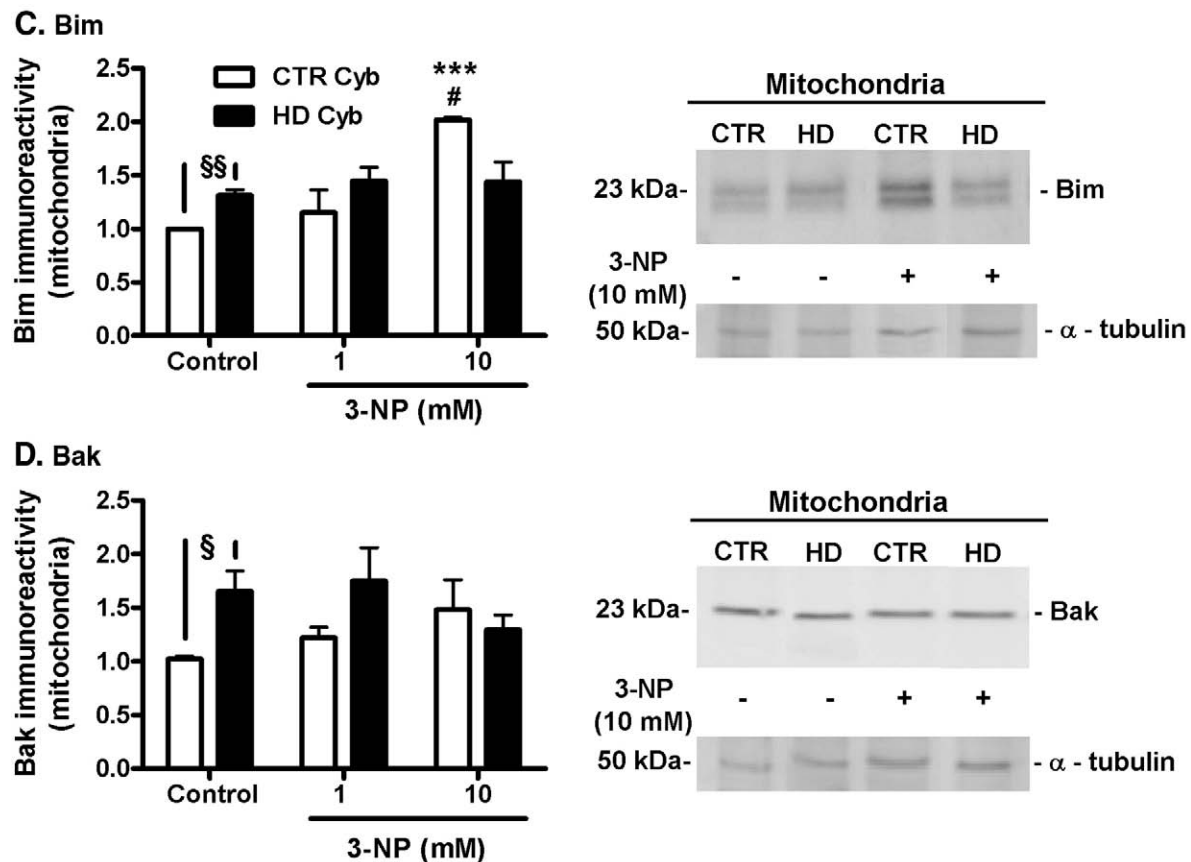 C. Bim
Bim immunoreactivity
(mitochondria)
2.5
2.0
1.5
1.0
0.5
0.0
CTR Cyb
HD Cyb
§§
***
#
Control
1
10
3-NP (mM)
Mitochondria
CTR HD CTR HD
23 kDa-
- Bim
3-NP
(10 mM)
- - + +
50 kDa-
- α - tubulin
D. Bak
Bak immunoreactivity
(mitochondria)
2.5
2.0
1.5
1.0
0.5
0.0
§
Control
1
10
3-NP (mM)
Mitochondria
CTR HD CTR HD
23 kDa-
- Bak
3-NP
(10 mM)
- - + +
50 kDa-
- α - tubulin